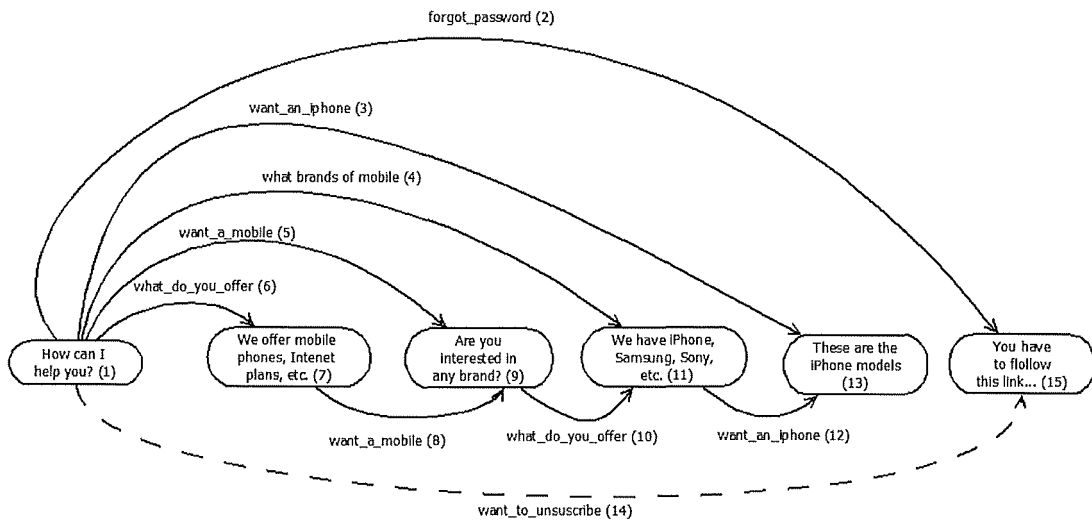 forgot_password (2)
want_an_iphone (3)
what brands of mobile (4)
want_a_mobile (5)
what_do_you_offer (6)
How can I
help you? (1)
We offer mobile
phones, Intenet
plans, etc. (7)
Are you
interested in
any brand? (9)
We have iPhone,
Samsung, Sony,
etc. (11)
These are the
iPhone models
(13)
You have
to flollow
this link... (15)
want_a_mobile (8)
what_do_you_offer (10)
want_an_iphone (12)
want_to_unsuscribe (14)